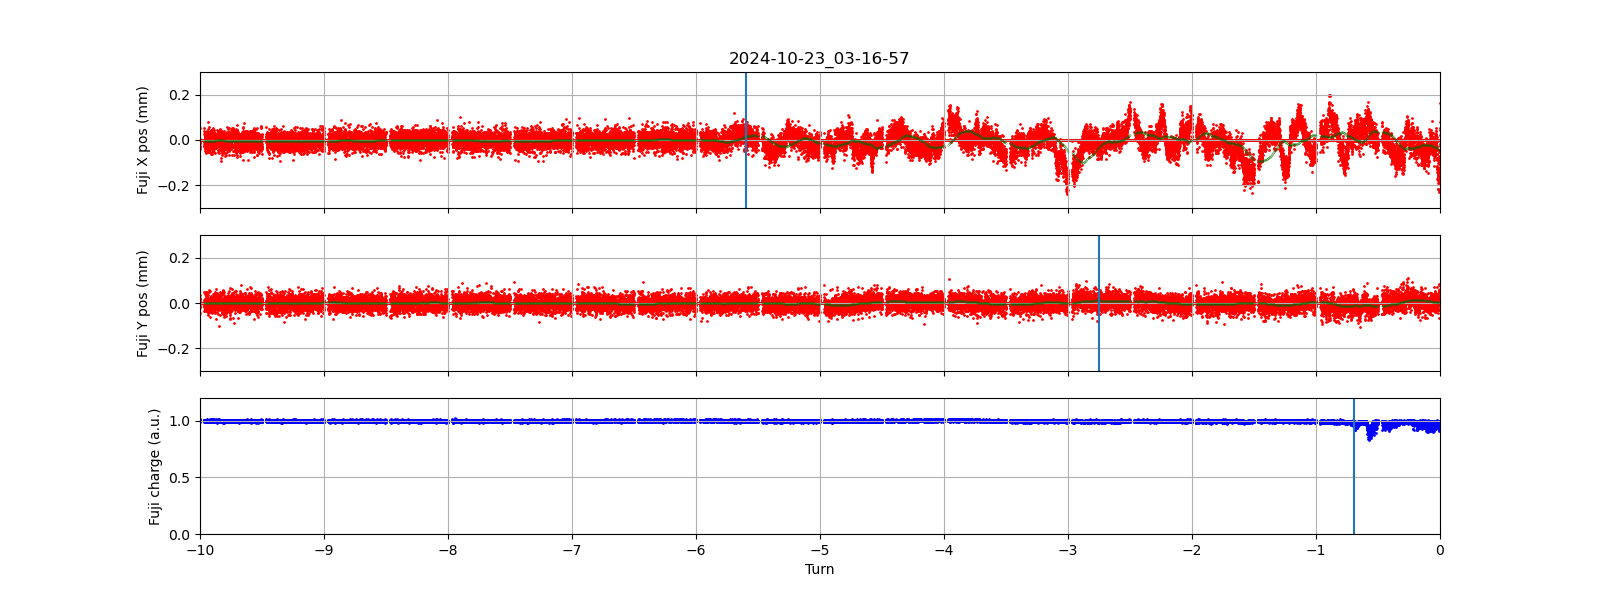 2024-10-23_03-16-57
Fuji X pos (mm)
0.2
0.0
−0.2
Fuji Y pos (mm)
0.2
0.0
−0.2
Fuji charge (a.u.)
1.0
0.5
0.0
−10 −9 −8 −7 −6 −5 −4 −3 −2 −1 0
Turn